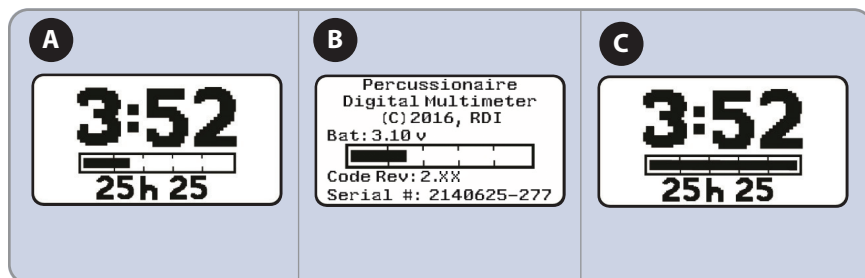 A
3:52
25h 25
B
Percussionaire
Digital Multimeter
(C)2016, RDI
Bat: 3.10 v
Code Rev: 2.XX
Serial #: 2140625-277
C
3:52
25h 25